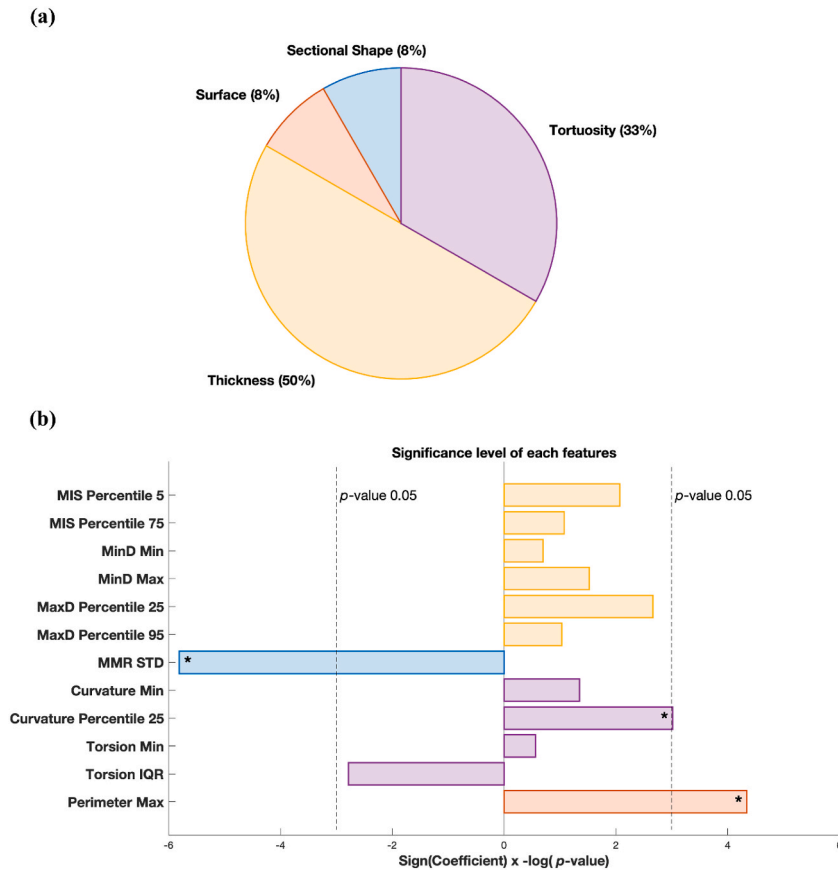 (a)
Sectional Shape (8%)
Surface (8%)
Tortuosity (33%)
Thickness (50%)
(b)
Significance level of each features
MIS Percentile 5
p-value 0.05
p-value 0.05
MIS Percentile 75
MinD Min
MinD Max
MaxD Percentile 25
MaxD Percentile 95
MMR STD
*
Curvature Min
Curvature Percentile 25
*
Torsion Min
Torsion IQR
Perimeter Max
*
-6
-4
-2
0
2
4
6
Sign(Coefficient) x -log( p-value)